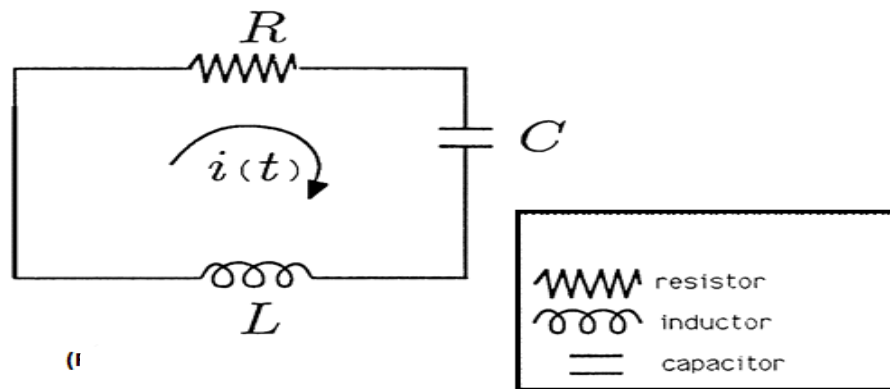 R
C
i(t)
L
resistor
inductor
capacitor